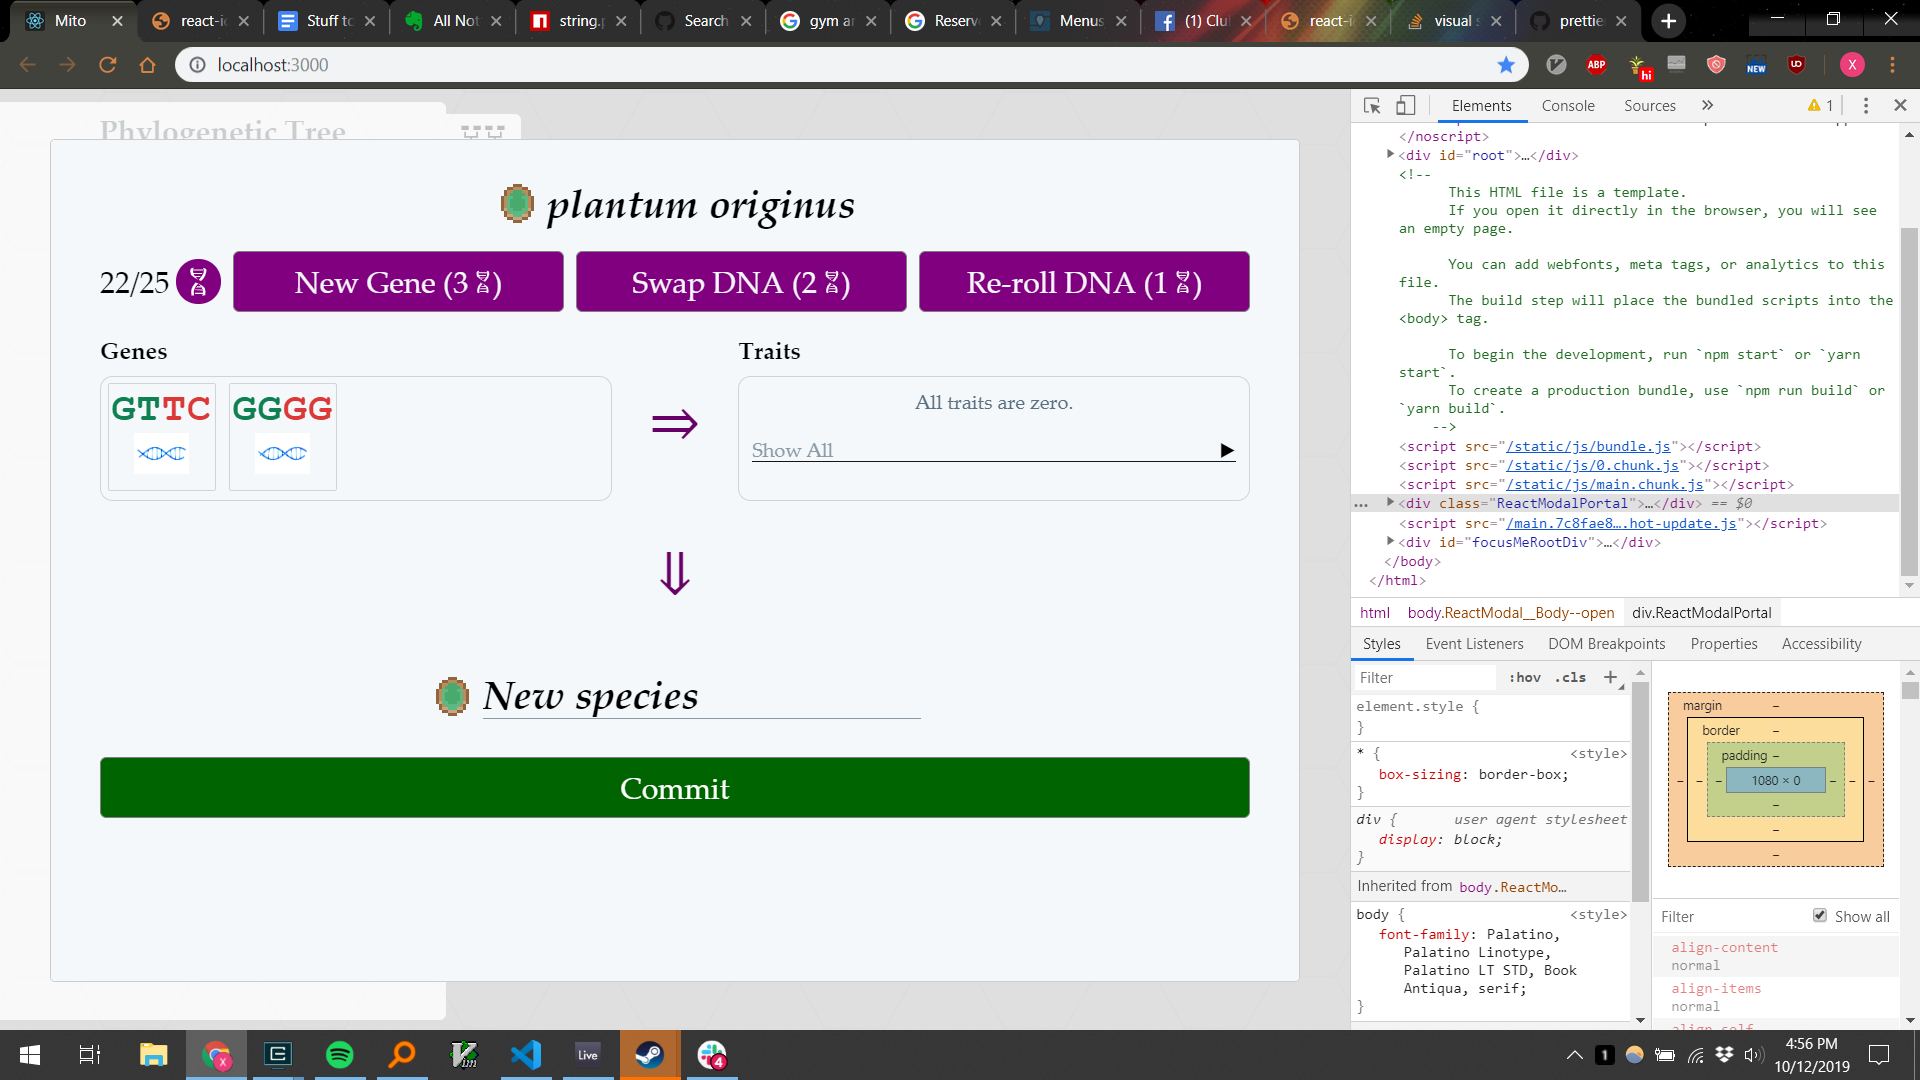 Mito
react-i
Stuff to
All Not
string.p
Search
gym ar
Reserv
Menus
(1) Clu
react-i
visual s
prettie
localhost:3000
ABP
hi
NEW
X
Phylogenetic Tree
plantum originus
22/25
New Gene (3 )
Swap DNA (2 )
Re-roll DNA (1 )
Genes
Traits
GTTC
GGGG
All traits are zero.
Show All
⇒
⇓
New species
Commit
Elements
Console
Sources
»
1
</noscript>
<div id="root">…</div>
<!--
This HTML file is a template.
If you open it directly in the browser, you will see
an empty page.
You can add webfonts, meta tags, or analytics to this
file.
The build step will place the bundled scripts into the
<body> tag.
To begin the development, run `npm start` or `yarn
start`.
To create a production bundle, use `npm run build` or
`yarn build`.
-->
<script src="/static/js/bundle.js"></script>
<script src="/static/js/0.chunk.js"></script>
<script src="/static/js/main.chunk.js"></script>
… <div class="ReactModalPortal">…</div> == $0
<script src="/main.7c8fae8….hot-update.js"></script>
<div id="focusMeRootDiv">…</div>
</body>
</html>
html
body.ReactModal__Body--open
div.ReactModalPortal
Styles
Event Listeners
DOM Breakpoints
Properties
Accessibility
Filter
:hov
.cls
+
element.style {
}
* {
<style>
box-sizing: border-box;
}
div {
user agent stylesheet
display: block;
}
Inherited from body.ReactMo…
body {
<style>
font-family: Palatino,
Palatino Linotype,
Palatino LT STD, Book
Antiqua, serif;
}
margin –
border –
padding –
1080 × 0
Filter
Show all
align-content
normal
align-items
normal
align-self
Live
4
1
4:56 PM
10/12/2019